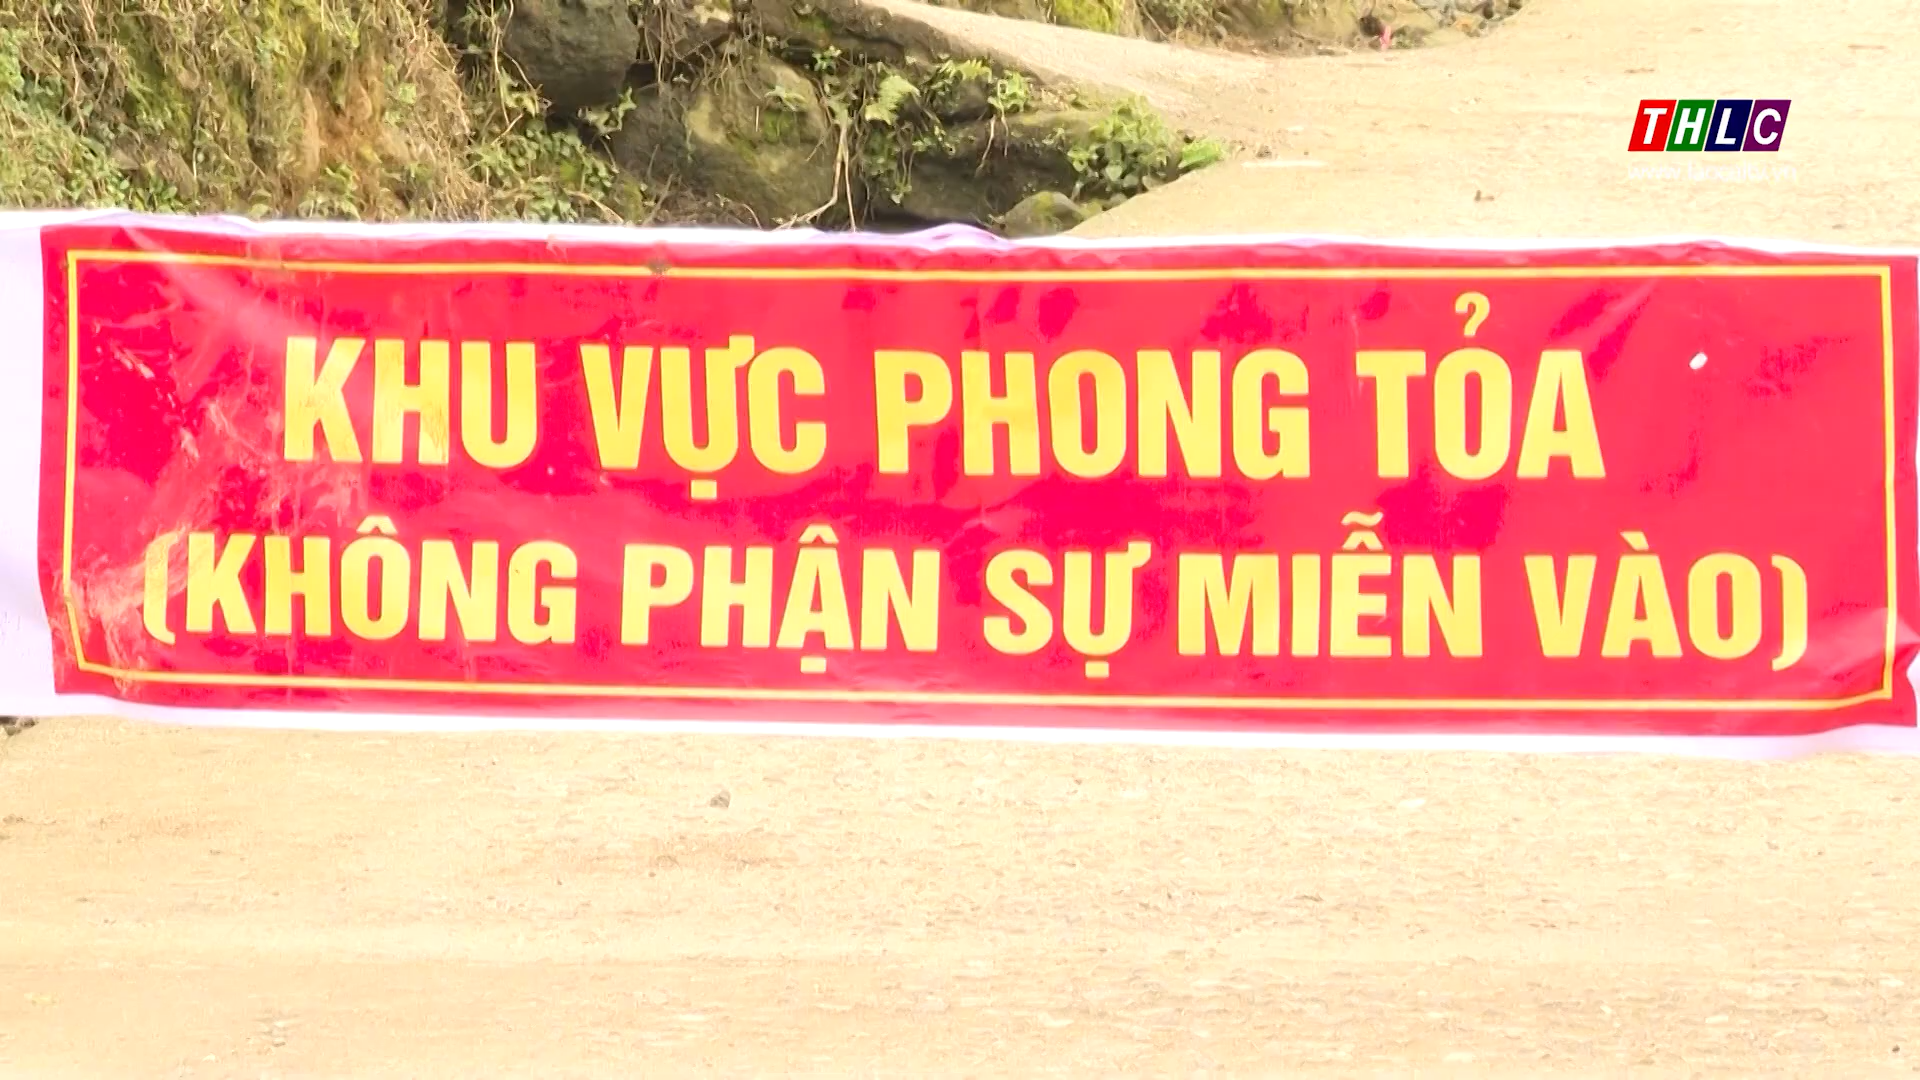 THLC
KHU VỰC PHONG TỎA
(KHÔNG PHẬN SỰ MIỄN VÀO)